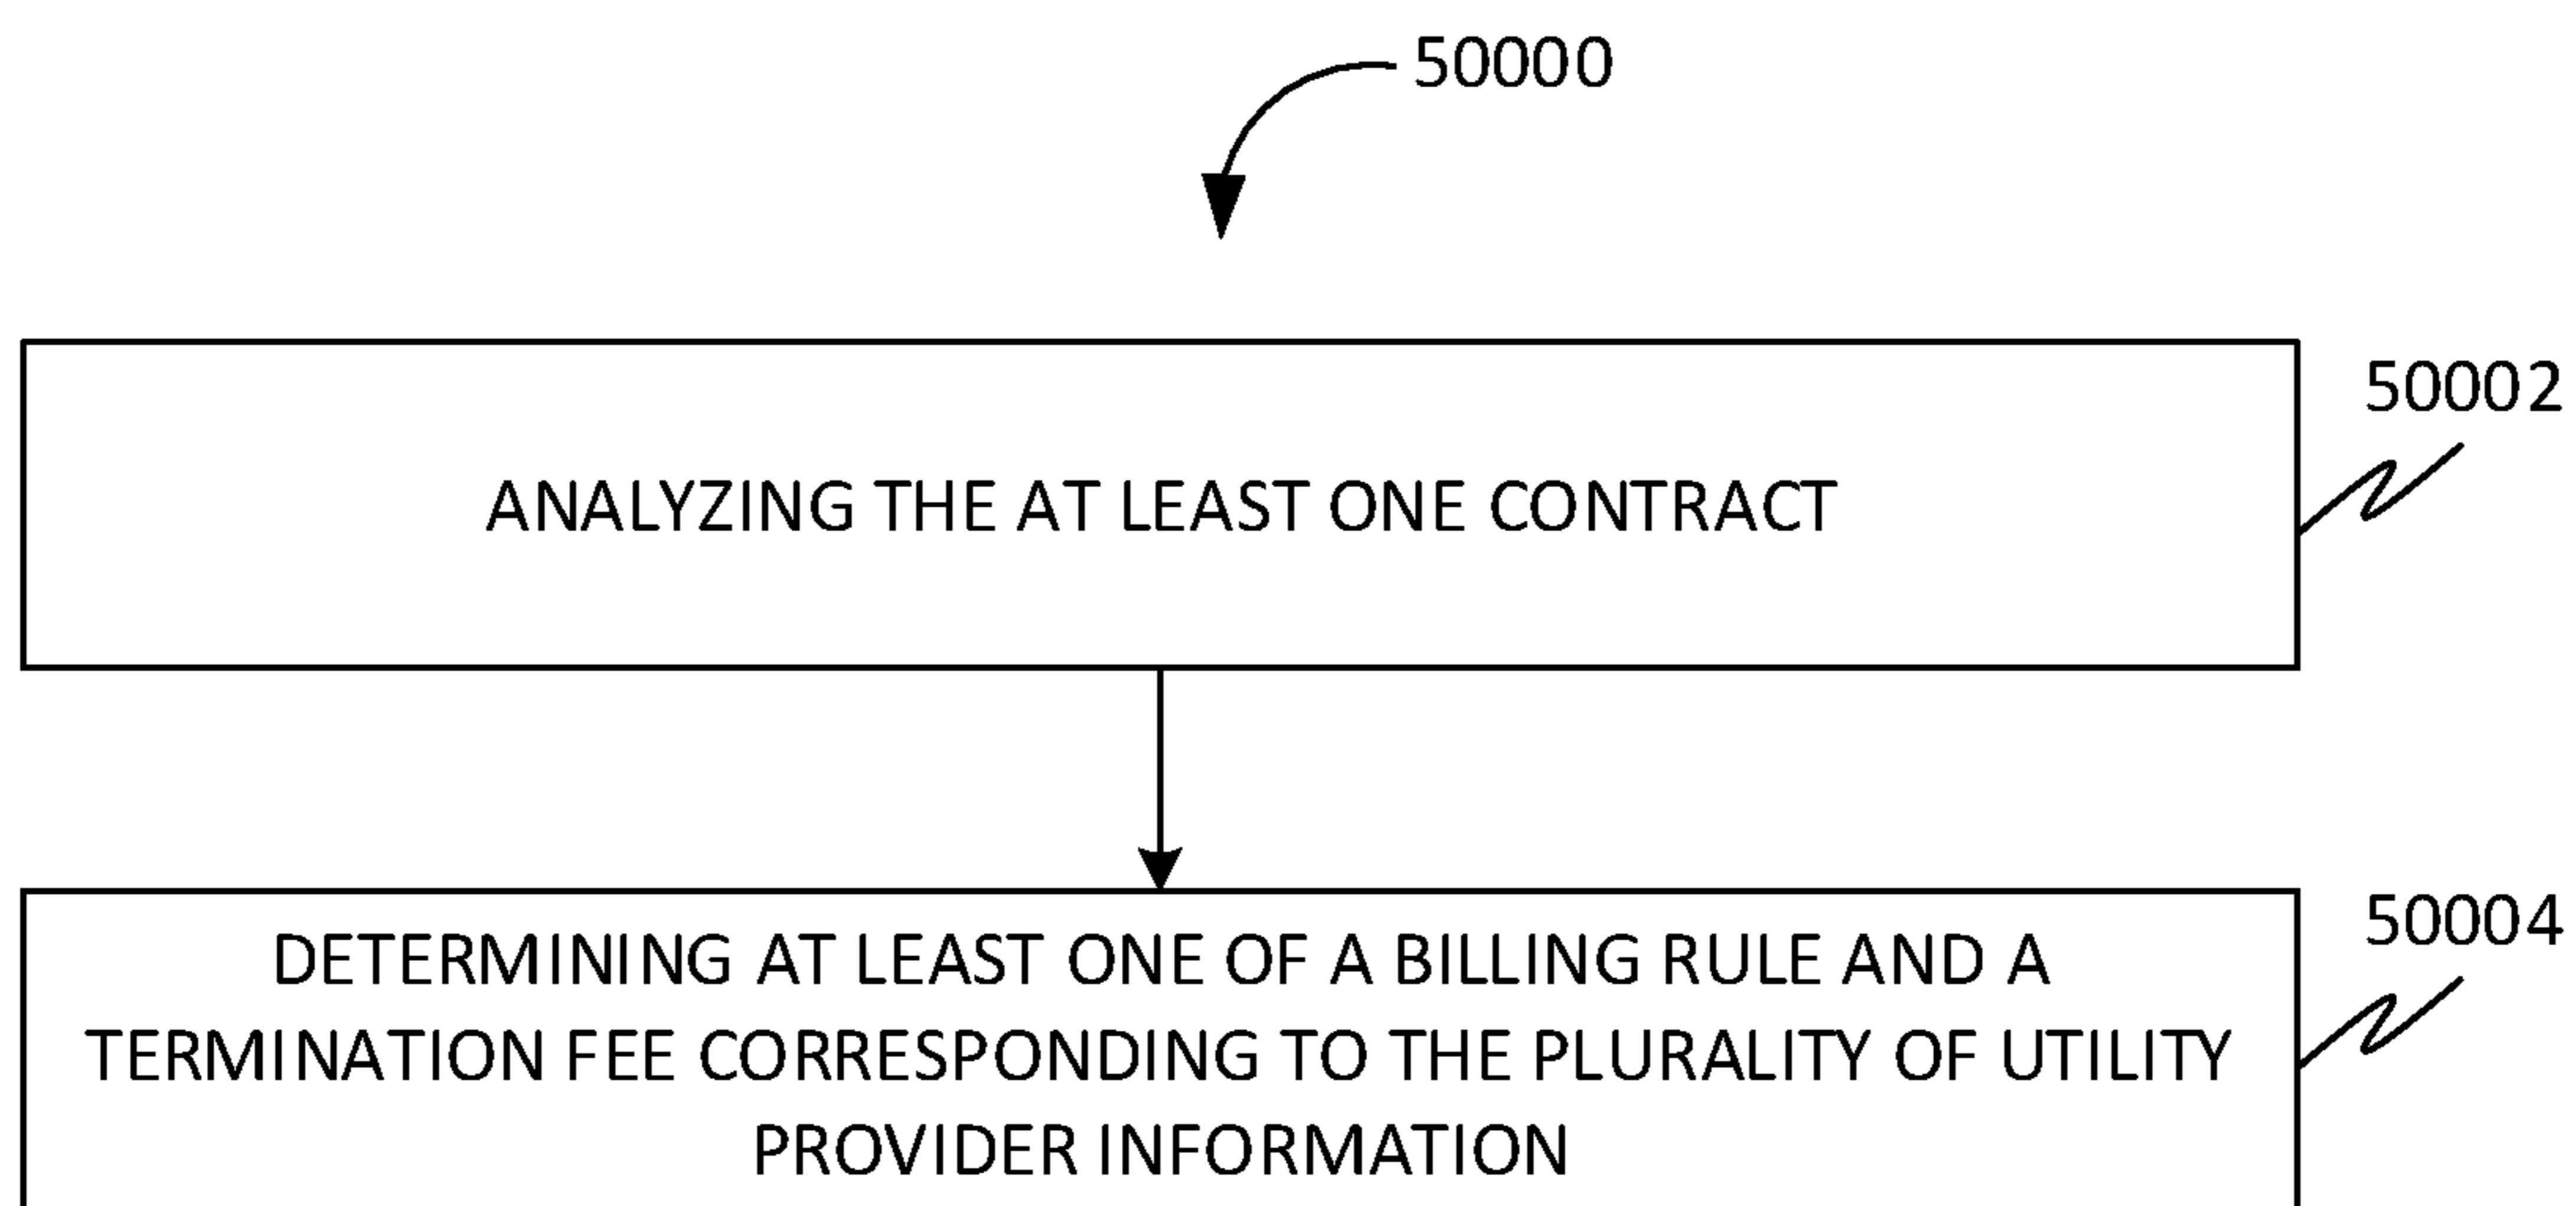 50000
50002
ANALYZING THE AT LEAST ONE CONTRACT
50004
DETERMINING AT LEAST ONE OF A BILLING RULE AND A
TERMINATION FEE CORRESPONDING TO THE PLURALITY OF UTILITY
PROVIDER INFORMATION